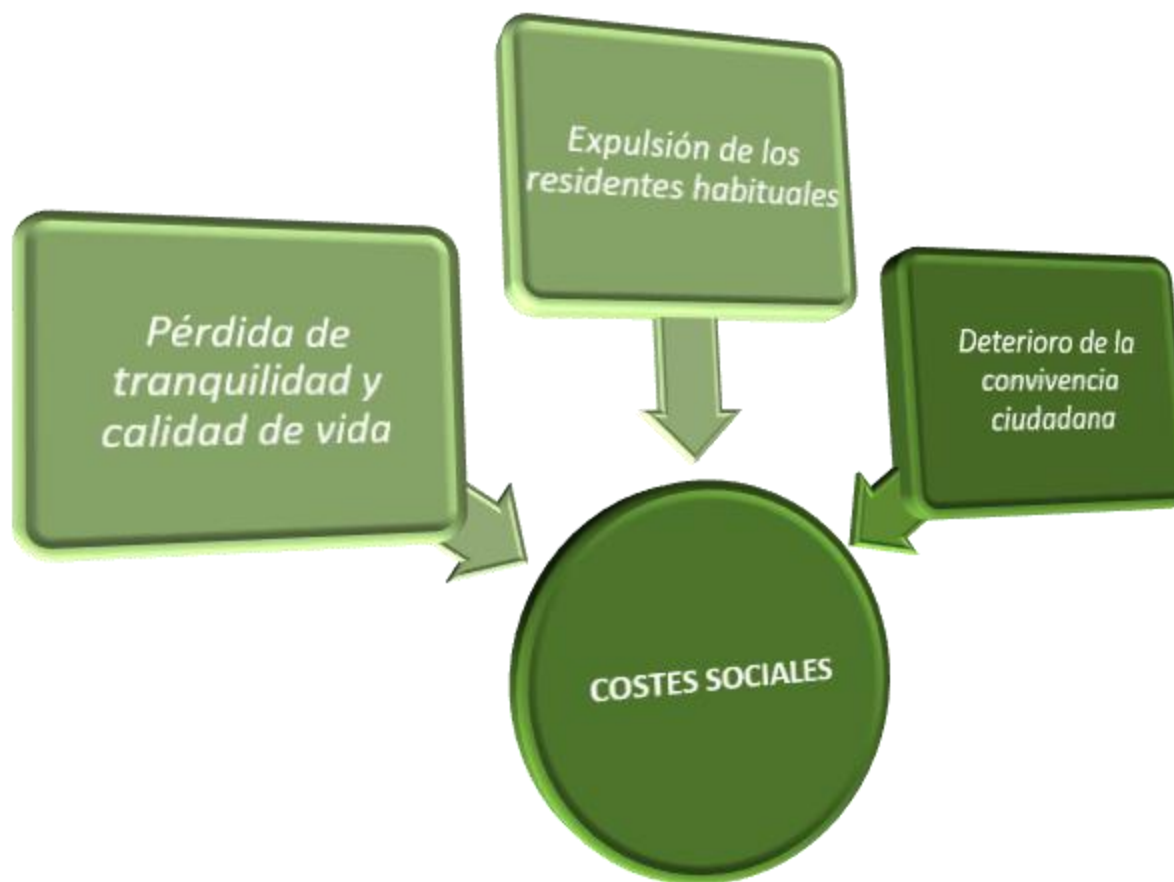 Expulsión de los
residentes habituales
Pérdida de
tranquilidad y
calidad de vida
Deterioro de la
convivencia
ciudadana
COSTES SOCIALES